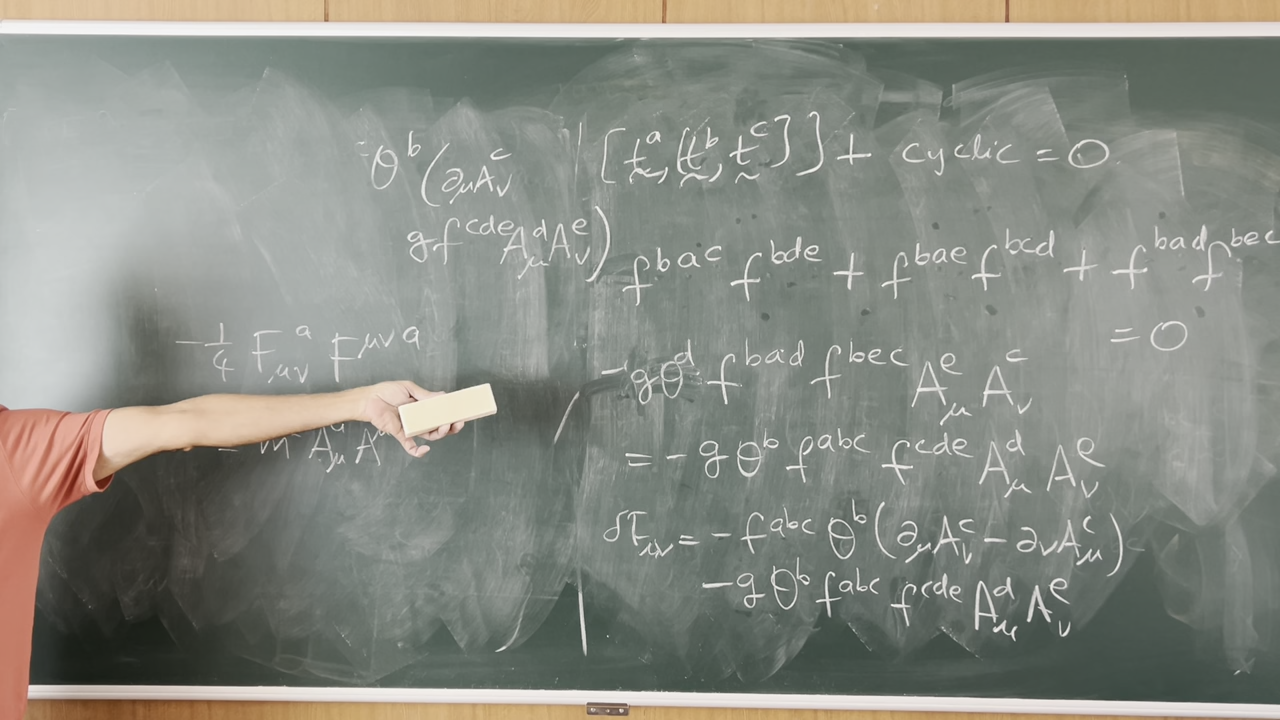 = θ^b (∂_μ A_ν^c
g f^{cde} A_μ^d A_ν^e )
- 1/4 F_{μν}^a F^{μν a}
A_μ^a A^μ
[t^a, [t^b, t^c]] + cyclic = 0
f^{bac} f^{bde} + f^{bae} f^{bcd} + f^{bad} f^{bec}
= 0
- g θ^d f^{bad} f^{bec} A_μ^e A_ν^c
= - g θ^b f^{abc} f^{cde} A_μ^d A_ν^e
δF_{μν} = - f^{abc} θ^b (∂_μ A_ν^c - ∂_ν A_μ^c)
- g θ^b f^{abc} f^{cde} A_μ^d A_ν^e